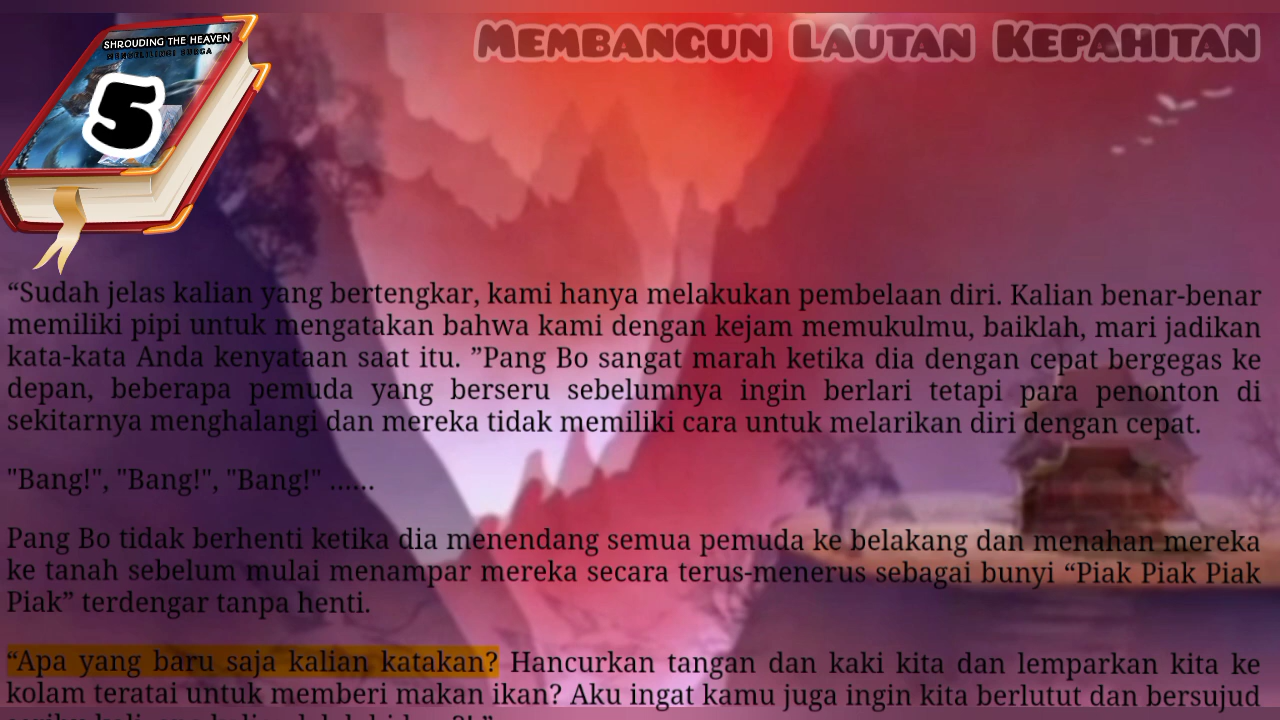 SHROUDING THE HEAVEN
5
Membangun Lautan Kepahitan
“Sudah jelas kalian yang bertengkar, kami hanya melakukan pembelaan diri. Kalian benar-benar
memiliki pipi untuk mengatakan bahwa kami dengan kejam memukulmu, baiklah, mari jadikan
kata-kata Anda kenyataan saat itu. ”Pang Bo sangat marah ketika dia dengan cepat bergegas ke
depan, beberapa pemuda yang berseru sebelumnya ingin berlari tetapi para penonton di
sekitarnya menghalangi dan mereka tidak memiliki cara untuk melarikan diri dengan cepat.
"Bang!", "Bang!", "Bang!" ......
Pang Bo tidak berhenti ketika dia menendang semua pemuda ke belakang dan menahan mereka
ke tanah sebelum mulai menampar mereka secara terus-menerus sebagai bunyi “Piak Piak Piak
Piak” terdengar tanpa henti.
“Apa yang baru saja kalian katakan? Hancurkan tangan dan kaki kita dan lemparkan kita ke
kolam teratai untuk memberi makan ikan? Aku ingat kamu juga ingin kita berlutut dan bersujud